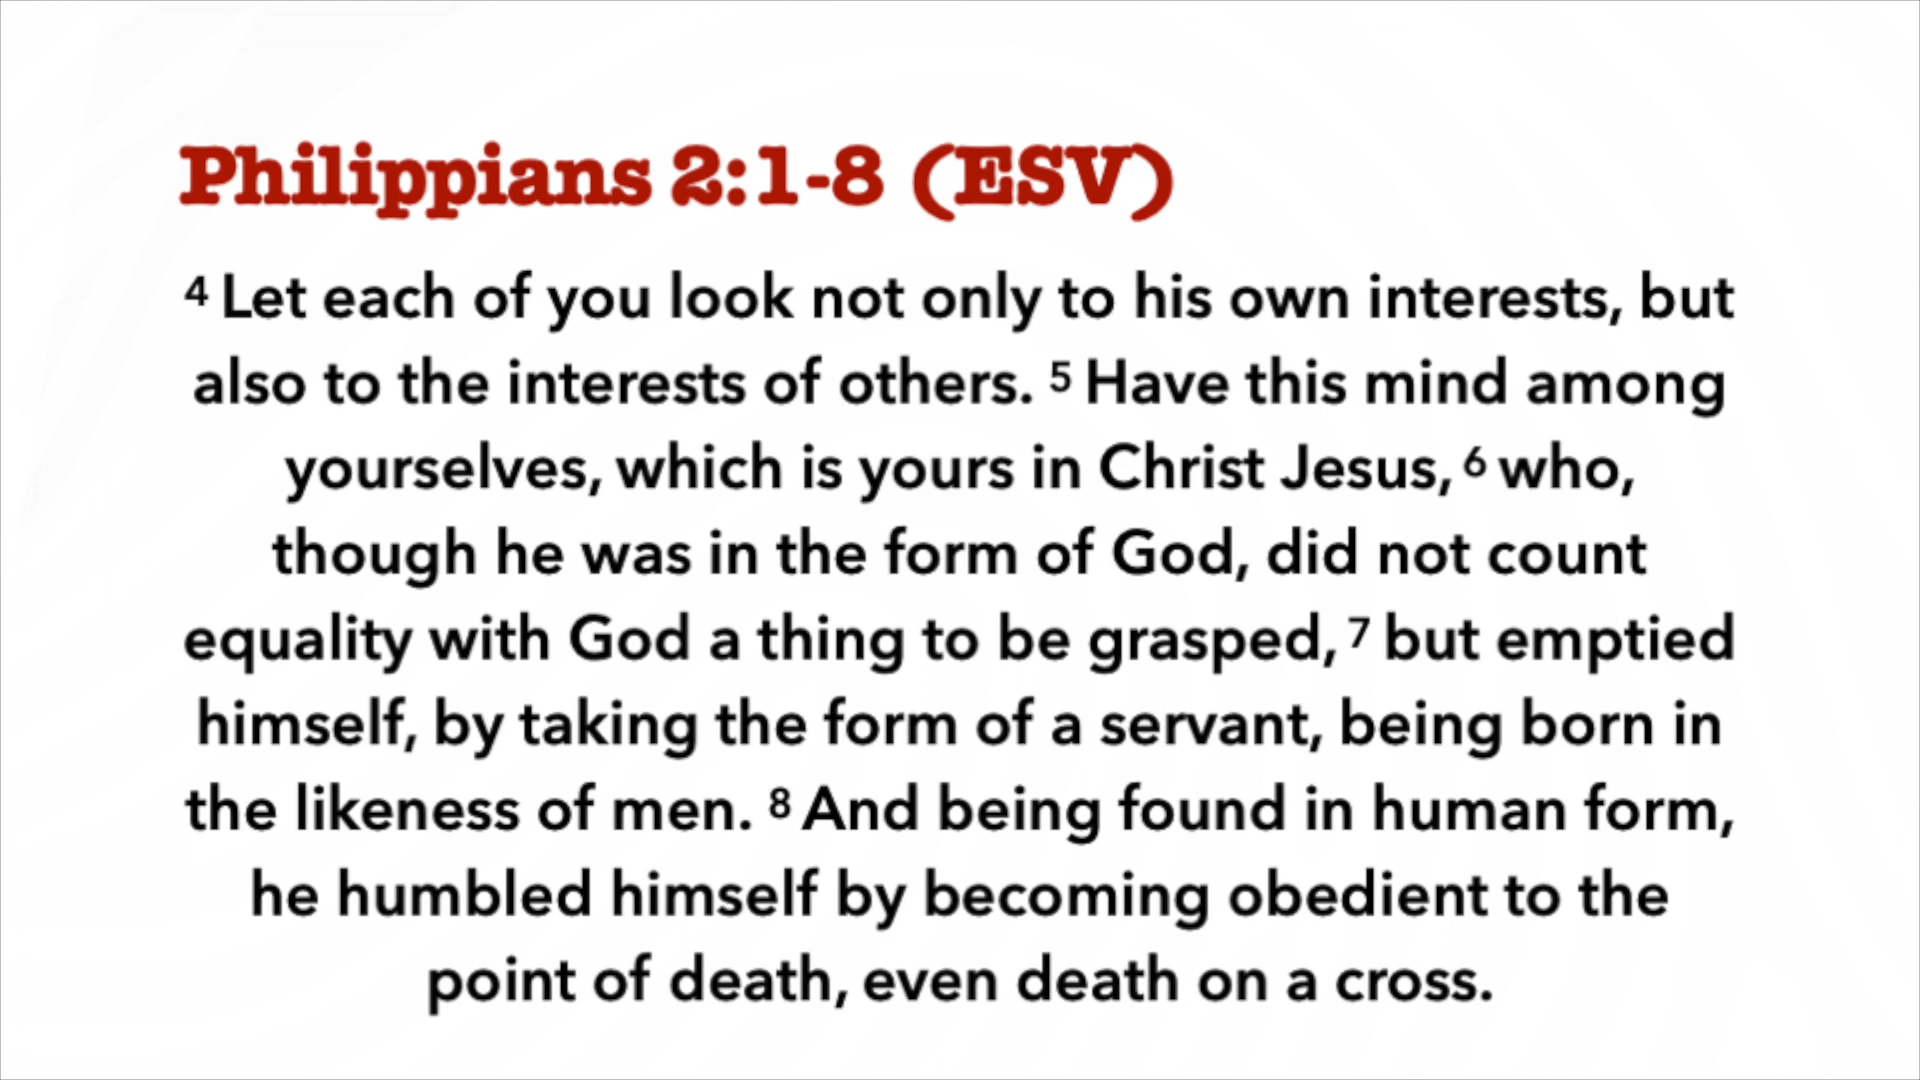 Philippians 2:1-8 (ESV)
4 Let each of you look not only to his own interests, but
also to the interests of others. 5 Have this mind among
yourselves, which is yours in Christ Jesus, 6 who,
though he was in the form of God, did not count
equality with God a thing to be grasped, 7 but emptied
himself, by taking the form of a servant, being born in
the likeness of men. 8 And being found in human form,
he humbled himself by becoming obedient to the
point of death, even death on a cross.